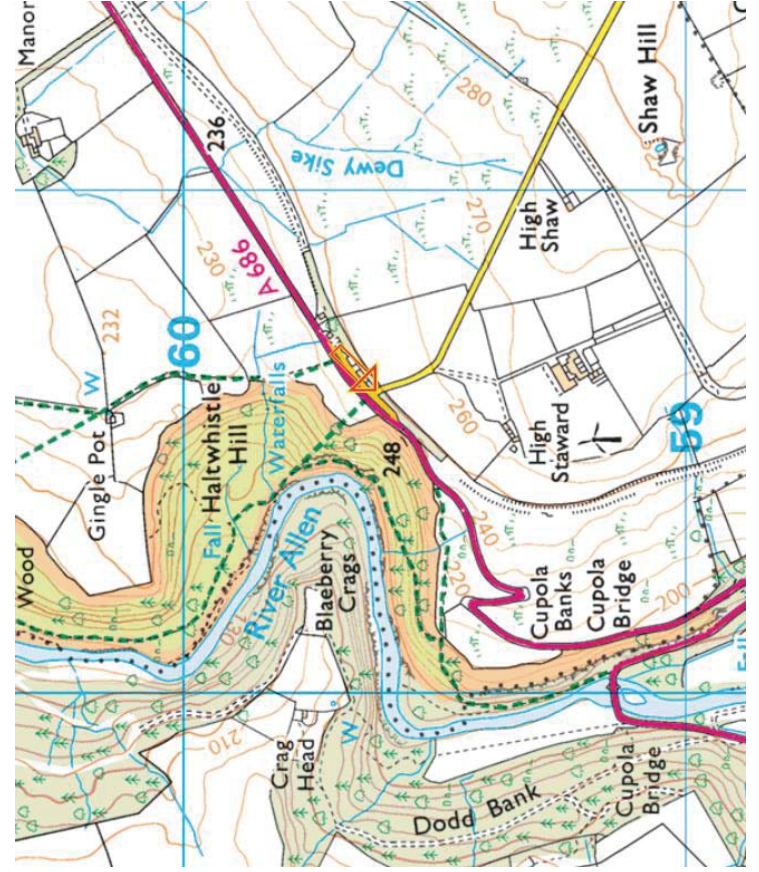 Manor
Wood
232
W
Gingle Pot
60
Haltwhistle
Hill
Fall
236
230
A 686
Waterfalls
River Allen
210
Crag
Head
Dewy Sike
Blaeberry
Crags
W
248
280
270
260
240
220
High
Shaw
High
Staward
Dodd Bank
Cupola
Banks
Cupola
Bridge
Cupola
Bridge
Shaw Hill
200
59